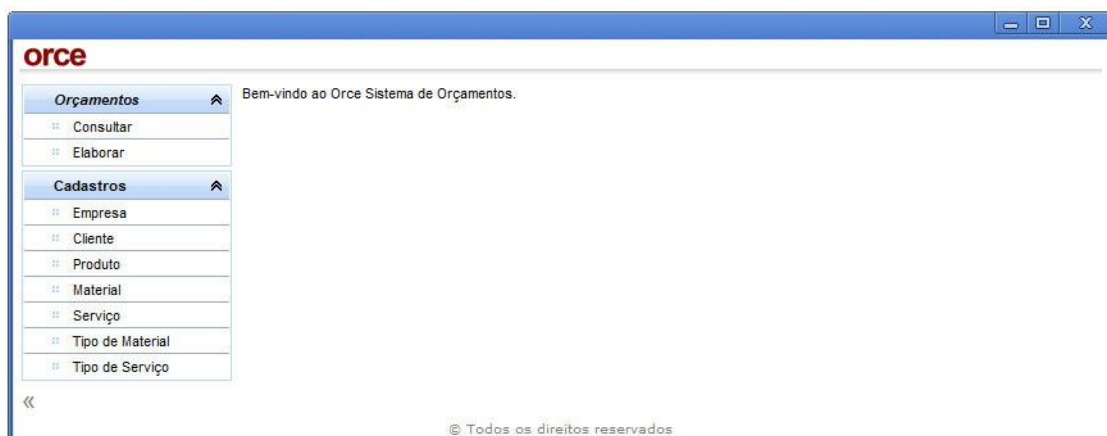 orce
Orçamentos
Consultar
Elaborar
Cadastros
Empresa
Cliente
Produto
Material
Serviço
Tipo de Material
Tipo de Serviço
Bem-vindo ao Orce Sistema de Orçamentos.
© Todos os direitos reservados